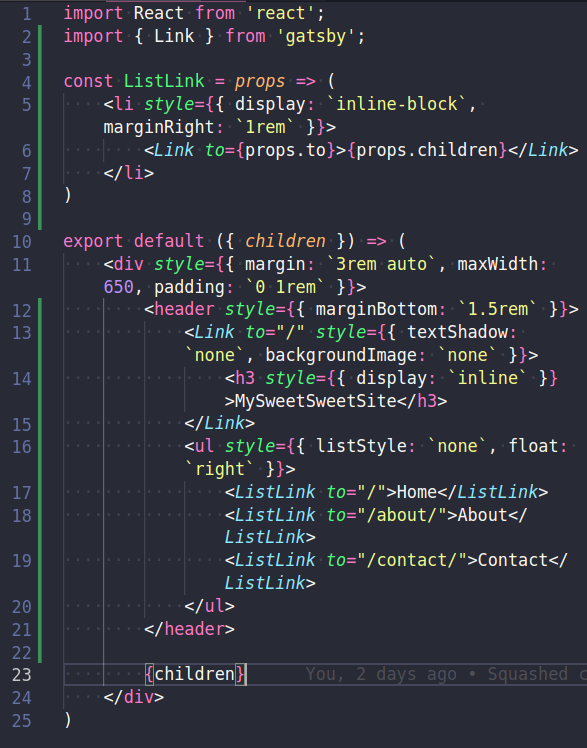 1 import React from 'react';
2 import { Link } from 'gatsby';
3
4 const ListLink = props => (
5 <li style={{ display: `inline-block`,
marginRight: `1rem` }}>
6 <Link to={props.to}>{props.children}</Link>
7 </li>
8 )
9
10 export default ({ children }) => (
11 <div style={{ margin: `3rem auto`, maxWidth:
650, padding: `0 1rem` }}>
12 <header style={{ marginBottom: `1.5rem` }}>
13 <Link to="/" style={{ textShadow:
`none`, backgroundImage: `none` }}>
14 <h3 style={{ display: `inline` }}
>MySweetSweetSite</h3>
15 </Link>
16 <ul style={{ listStyle: `none`, float:
`right` }}>
17 <ListLink to="/">Home</ListLink>
18 <ListLink to="/about/">About</
ListLink>
19 <ListLink to="/contact/">Contact</
ListLink>
20 </ul>
21 </header>
22
23 {children} You, 2 days ago • Squashed
24 </div>
25 )